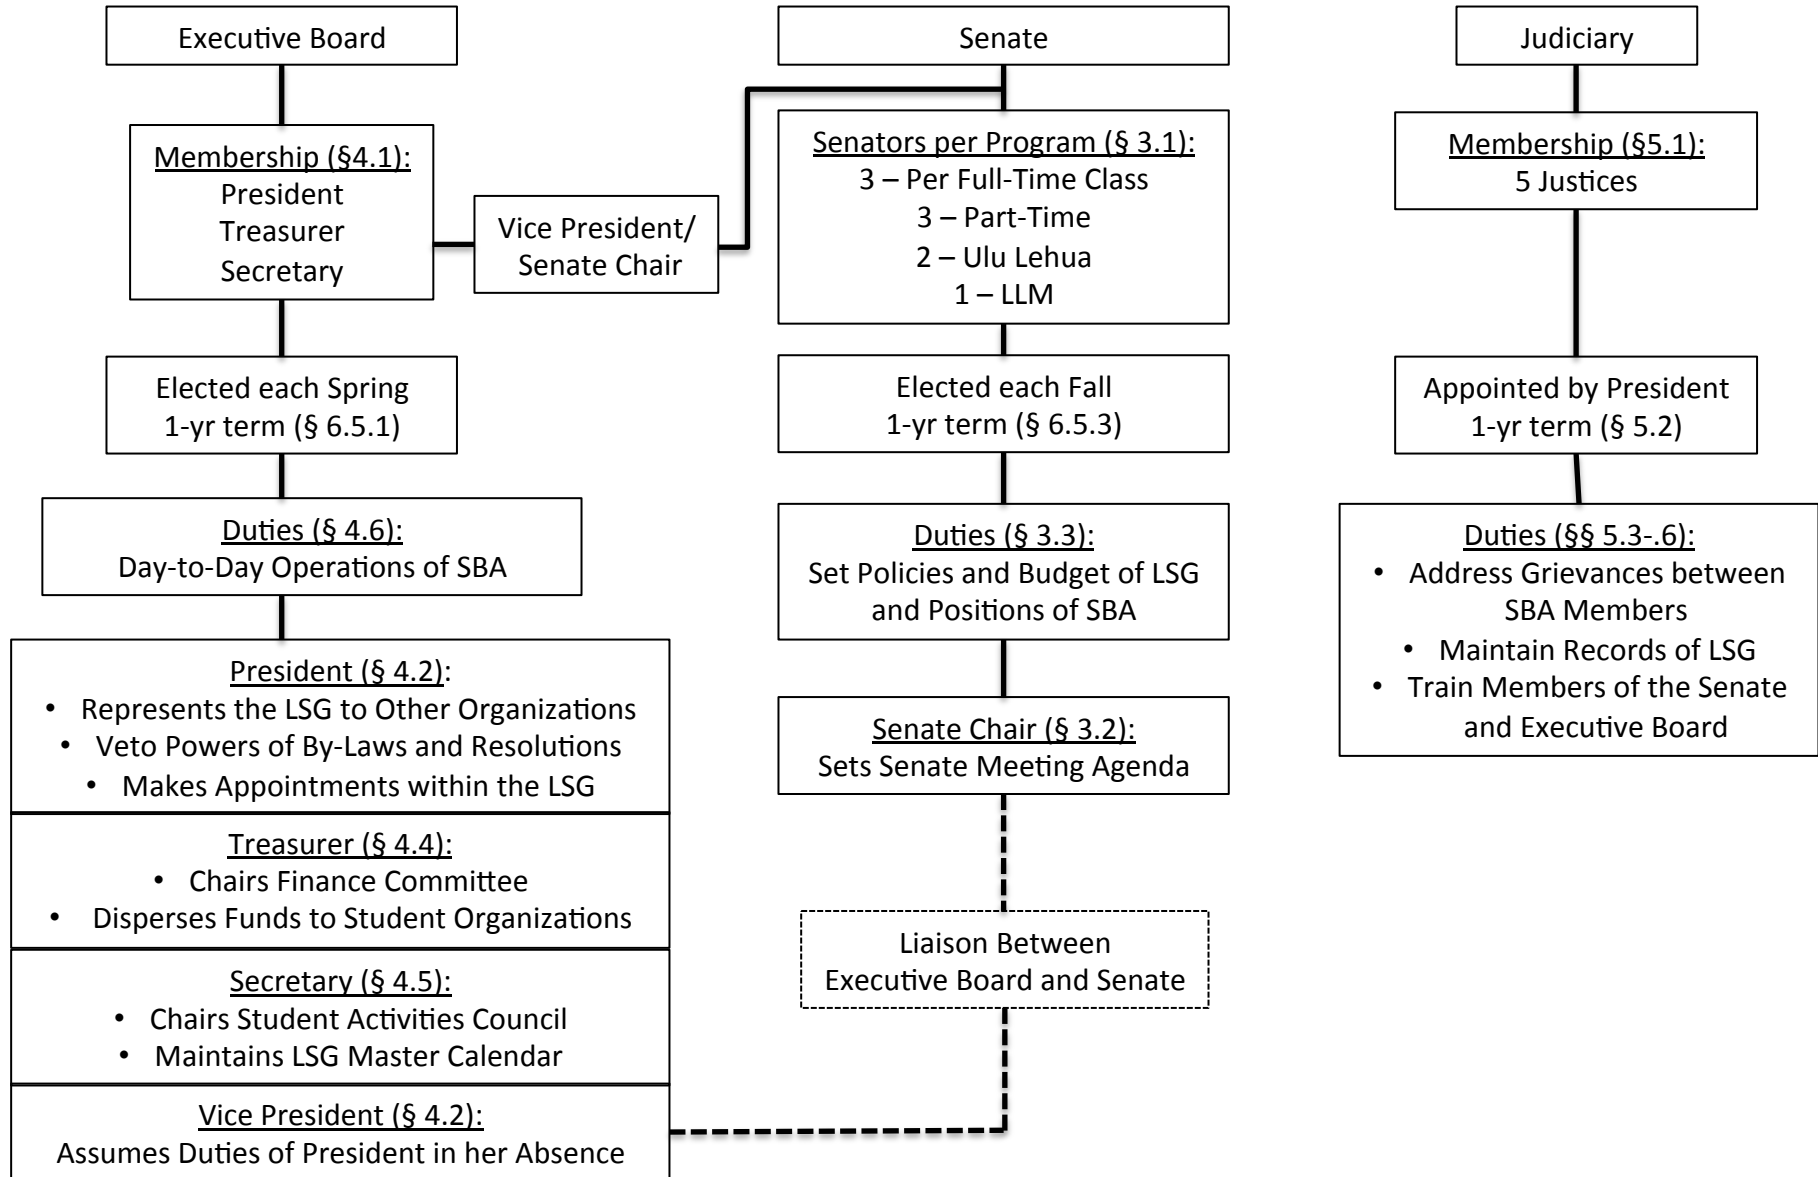 Executive Board
Membership (§4.1):
President
Treasurer
Secretary
Vice President/
Senate Chair
Elected each Spring
1-yr term (§ 6.5.1)
Duties (§ 4.6):
Day-to-Day Operations of SBA
President (§ 4.2):
• Represents the LSG to Other Organizations
• Veto Powers of By-Laws and Resolutions
• Makes Appointments within the LSG
Treasurer (§ 4.4):
• Chairs Finance Committee
• Disperses Funds to Student Organizations
Secretary (§ 4.5):
• Chairs Student Activities Council
• Maintains LSG Master Calendar
Vice President (§ 4.2):
Assumes Duties of President in her Absence
Senate
Senators per Program (§ 3.1):
3 – Per Full-Time Class
3 – Part-Time
2 – Ulu Lehua
1 – LLM
Elected each Fall
1-yr term (§ 6.5.3)
Duties (§ 3.3):
Set Policies and Budget of LSG
and Positions of SBA
Senate Chair (§ 3.2):
Sets Senate Meeting Agenda
Liaison Between
Executive Board and Senate
Judiciary
Membership (§5.1):
5 Justices
Appointed by President
1-yr term (§ 5.2)
Duties (§§ 5.3-.6):
• Address Grievances between
SBA Members
• Maintain Records of LSG
• Train Members of the Senate
and Executive Board